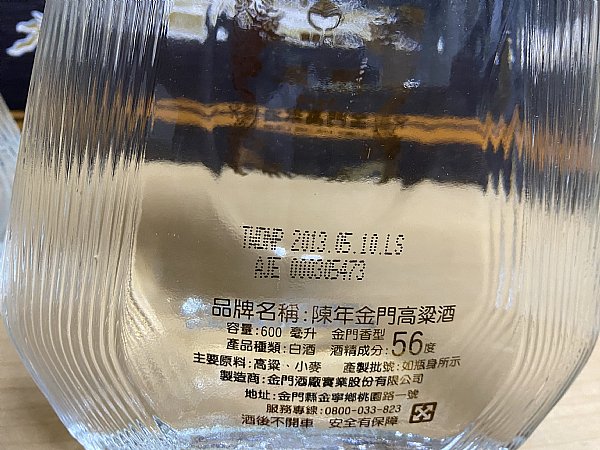 TWDMP 2013.05.10.LS
AJE 000305473
品牌名稱:陳年金門高粱酒
容量:600 毫升 金門香型
產品種類:白酒 酒精成分:56度
主要原料:高粱、小麥 產製批號:如瓶身所示
製造商:金門酒廠實業股份有限公司
地址:金門縣金寧鄉桃園路一號
服務專線:0800-033-823
酒後不開車 安全有保障